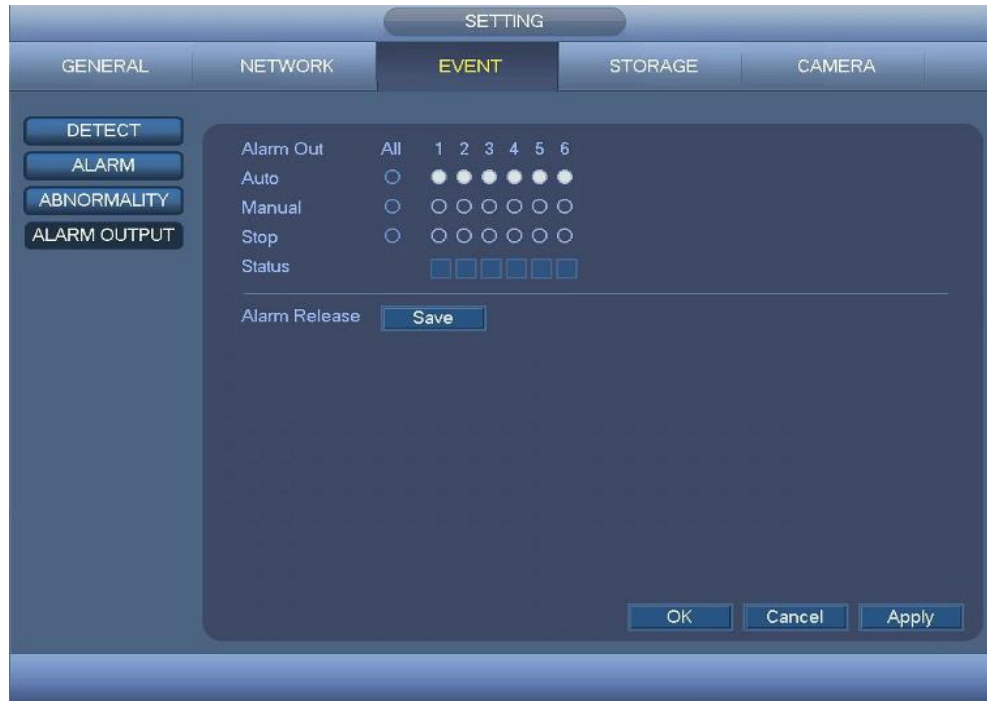 SETTING
GENERAL NETWORK EVENT STORAGE CAMERA
DETECT
ALARM
ABNORMALITY
ALARM OUTPUT
Alarm Out All 1 2 3 4 5 6
Auto
Manual
Stop
Status
Alarm Release Save
OK Cancel Apply